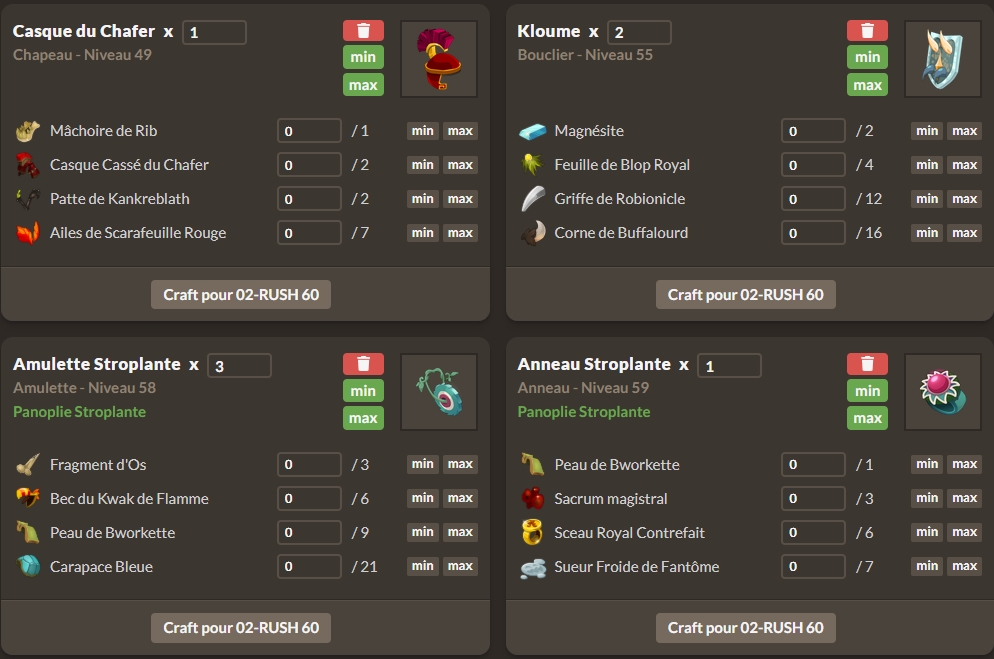 Casque du Chafer x 1
Chapeau - Niveau 49
min
max
Mâchoire de Rib 0 / 1 min max
Casque Cassé du Chafer 0 / 2 min max
Patte de Kankreblath 0 / 2 min max
Ailes de Scarafeuille Rouge 0 / 7 min max
Craft pour 02-RUSH 60
Kloume x 2
Bouclier - Niveau 55
min
max
Magnésite 0 / 2 min max
Feuille de Blop Royal 0 / 4 min max
Griffe de Robionicle 0 / 12 min max
Corne de Buffalourd 0 / 16 min max
Craft pour 02-RUSH 60
Amulette Stroplante x 3
Amulette - Niveau 58
Panoplie Stroplante
min
max
Fragment d'Os 0 / 3 min max
Bec du Kwak de Flamme 0 / 6 min max
Peau de Bworkette 0 / 9 min max
Carapace Bleue 0 / 21 min max
Craft pour 02-RUSH 60
Anneau Stroplante x 1
Anneau - Niveau 59
Panoplie Stroplante
min
max
Peau de Bworkette 0 / 1 min max
Sacrum magistral 0 / 3 min max
Sceau Royal Contrefait 0 / 6 min max
Sueur Froide de Fantôme 0 / 7 min max
Craft pour 02-RUSH 60